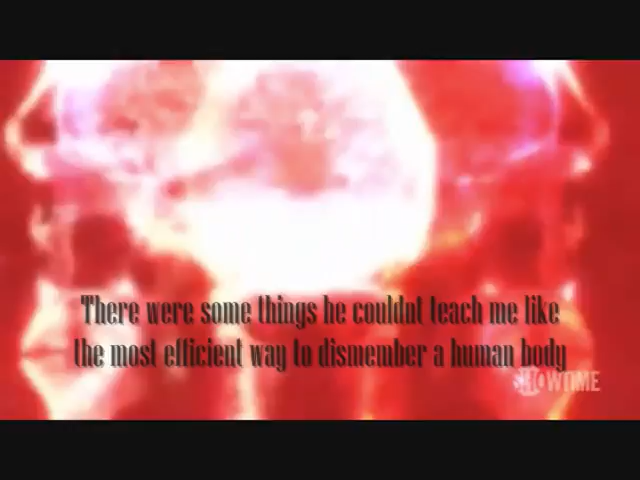 There were some things he couldnt teach me like
the most efficient way to dismember a human body
SHOWTIME